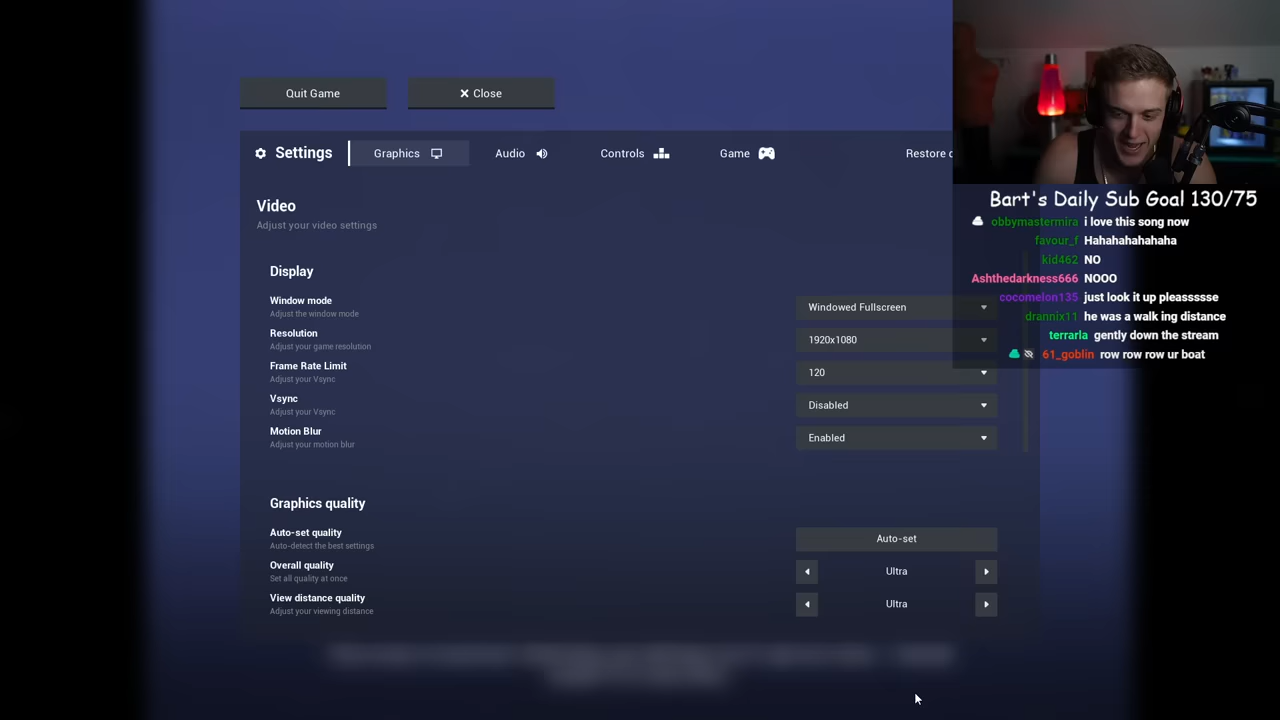 Quit Game
Close
Settings
Graphics
Audio
Controls
Game
Restore
Video
Adjust your video settings
Display
Window mode
Adjust the window mode
Windowed Fullscreen
Resolution
Adjust your game resolution
1920x1080
Frame Rate Limit
Adjust your Vsync
120
Vsync
Adjust your Vsync
Disabled
Motion Blur
Adjust your motion blur
Enabled
Graphics quality
Auto-set quality
Auto-detect the best settings
Auto-set
Overall quality
Set all quality at once
Ultra
View distance quality
Adjust your viewing distance
Ultra
Bart's Daily Sub Goal 130/75
obbymastermira i love this song now
favour_f Hahahahahahaha
kid462 NO
Ashthedarkness666 NOOO
cocomelon135 just look it up pleassssse
drannix11 he was a walk ing distance
terrarla gently down the stream
61_goblin row row row ur boat